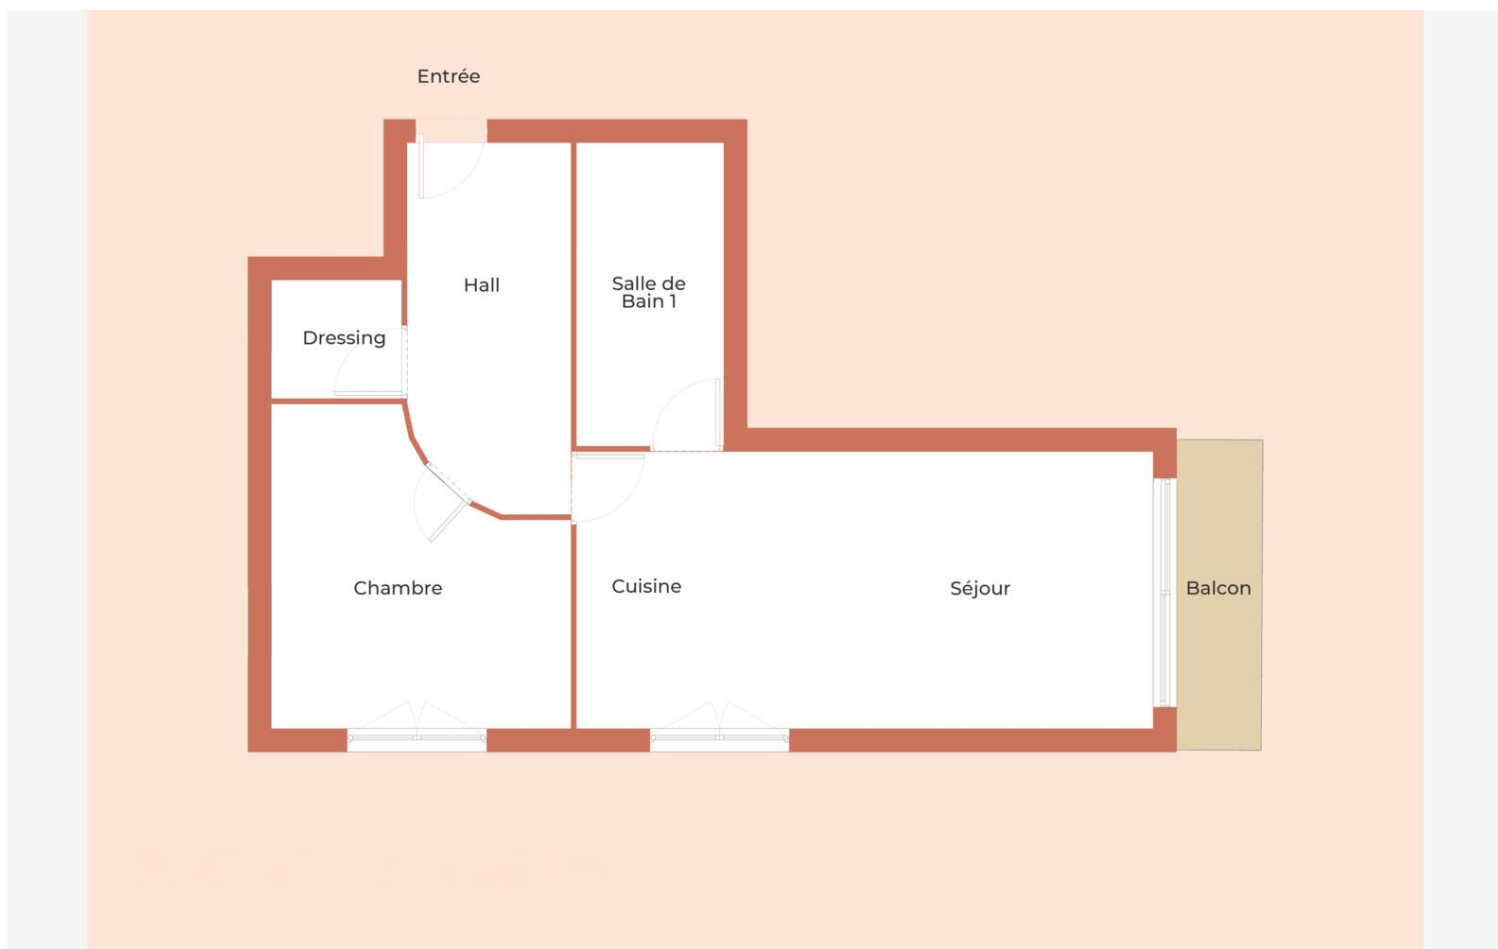 Entrée
Hall
Salle de
Bain 1
Dressing
Chambre
Cuisine
Séjour
Balcon